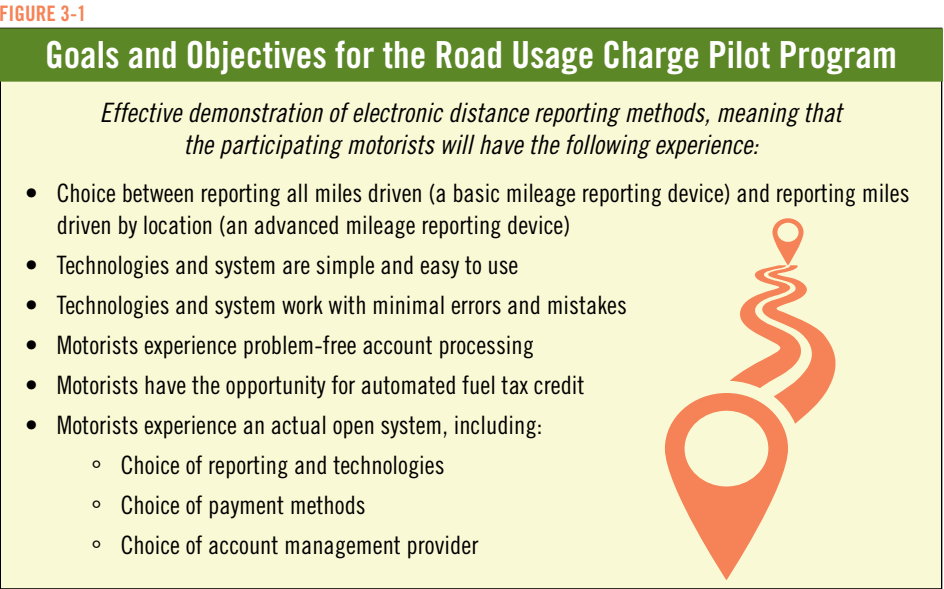 FIGURE 3-1
Goals and Objectives for the Road Usage Charge Pilot Program
Effective demonstration of electronic distance reporting methods, meaning that
the participating motorists will have the following experience:
• Choice between reporting all miles driven (a basic mileage reporting device) and reporting miles
driven by location (an advanced mileage reporting device)
• Technologies and system are simple and easy to use
• Technologies and system work with minimal errors and mistakes
• Motorists experience problem-free account processing
• Motorists have the opportunity for automated fuel tax credit
• Motorists experience an actual open system, including:
◦ Choice of reporting and technologies
◦ Choice of payment methods
◦ Choice of account management provider